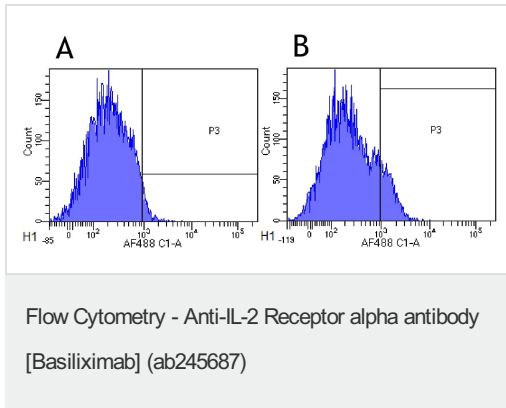 A
B
Count
150
100
50
0
P3
H1
-85
0
10²
10³
10⁴
10⁵
AF488 C1-A
Count
150
100
50
0
P3
H1
-119
0
10²
10³
10⁴
10⁵
AF488 C1-A
Flow Cytometry - Anti-IL-2 Receptor alpha antibody
[Basiliximab] (ab245687)